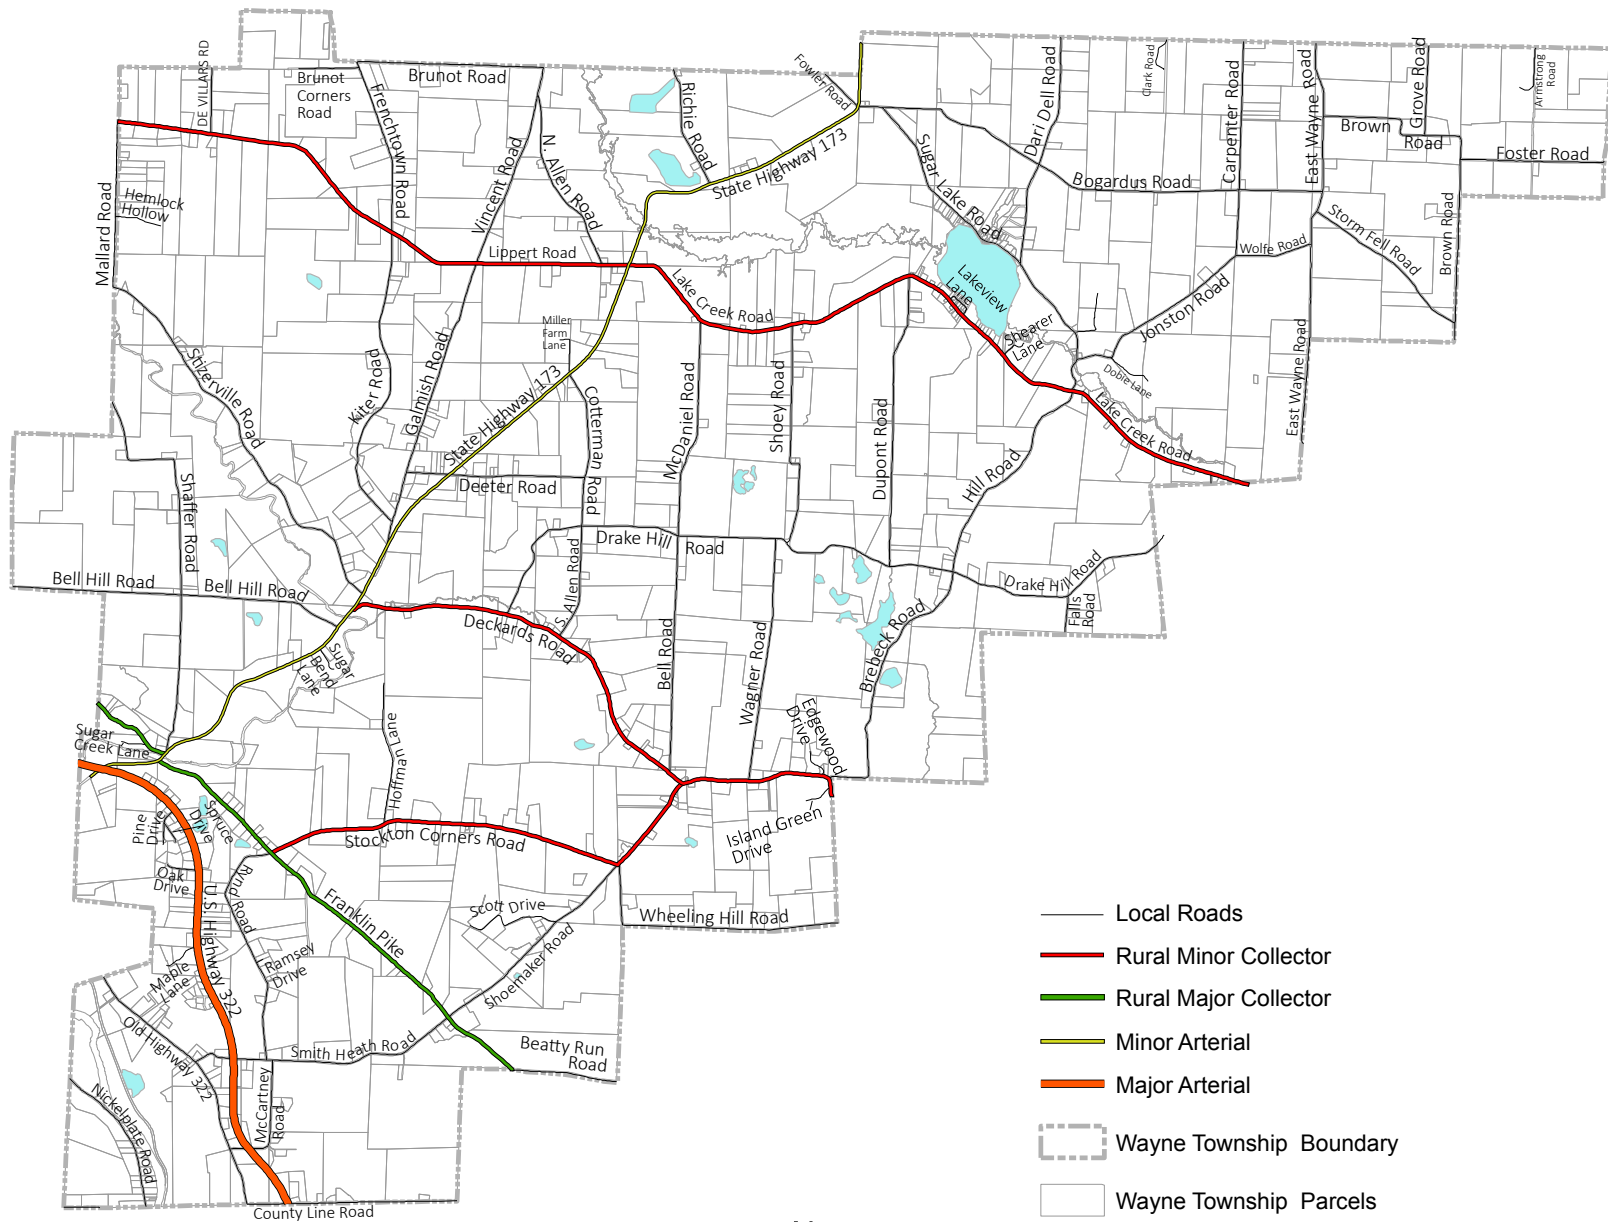 DE VILLARS RD
Brunot
Corners
Road
Brunot Road
Frenchtown Road
Vincent Road
N. Allen Road
Richie Road
Fowler Road
State Highway 173
Sugar Lake Road
Dari Dell Road
Clark Road
Carpenter Road
East Wayne Road
Grove Road
Armstrong
Road
Brown
Road
Foster Road
Bogardus Road
Storm Fell Road
Brown Road
Wolfe Road
Mallard Road
Hemlock
Hollow
Lippert Road
Lake Creek Road
Lakeview
Lane
Shearer
Lane
Jonston Road
Dobie Lane
Lake Creek Road
East Wayne Road
Miller
Farm
Lane
Stizerville Road
Kiter Road
Galmish Road
State Highway 173
Cotterman Road
McDaniel Road
Shoey Road
Dupont Road
Hill Road
Deeter Road
Shaffer Road
Drake Hill
Road
Drake Hill Road
Falls
Road
Bell Hill Road
Bell Hill Road
S. Allen Road
Deckards Road
Bell Road
Wagner Road
Brebeck Road
Sugar
Bend
Lane
Edgewood
Drive
Sugar
Creek Lane
Hoffman Lane
Island Green
Drive
Pine
Drive
Spruce
Drive
Stockton Corners Road
Oak
Drive
Rynd Road
U.S. Highway 322
Franklin Pike
Scott Drive
Wheeling Hill Road
Shoemaker Road
Ramsey
Drive
Maple
Lane
Old Highway 322
Smith Heath Road
Beatty Run
Road
McCartney
Road
Nickelplate Road
County Line Road
Local Roads
Rural Minor Collector
Rural Major Collector
Minor Arterial
Major Arterial
Wayne Township Boundary
Wayne Township Parcels